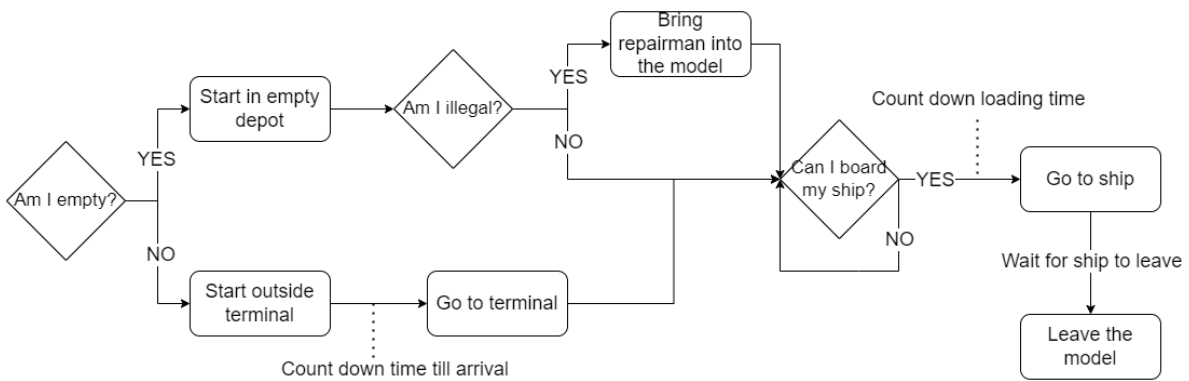 Am I empty?
YES
NO
Start in empty
depot
Start outside
terminal
Count down time till arrival
Am I illegal?
Go to terminal
YES
NO
Bring
repairman into
the model
Can I board
my ship?
YES
NO
Count down loading time
Go to ship
Wait for ship to leave
Leave the
model